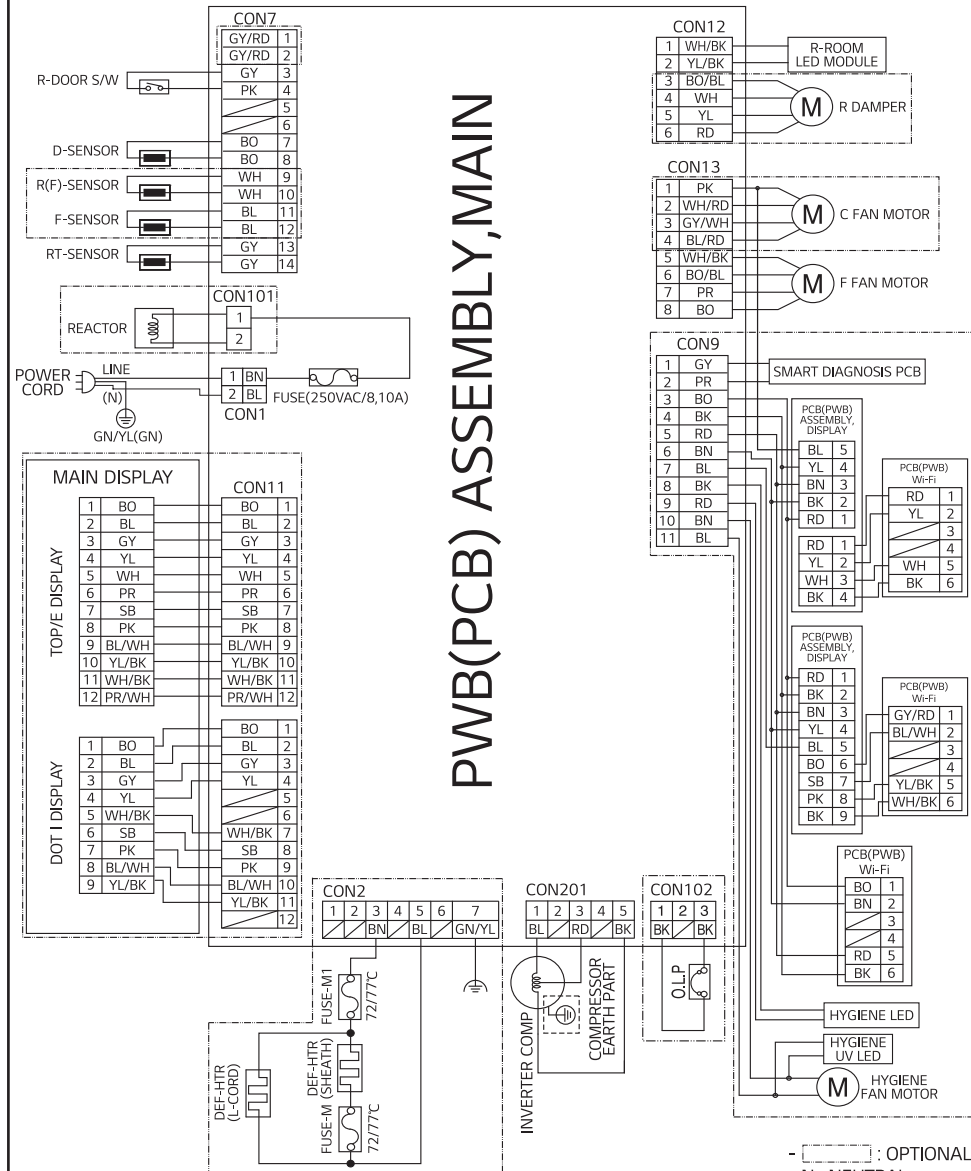 CON7
GY/RD 1
GY/RD 2
R-DOOR S/W
GY 3
PK 4
5
6
D-SENSOR
BO 7
BO 8
R(F)-SENSOR
WH 9
WH 10
F-SENSOR
BL 11
BL 12
RT-SENSOR
GY 13
GY 14
CON101
REACTOR
1
2
POWER CORD
LINE
(N)
GN/YL(GN)
1 BN
2 BL
CON1
FUSE(250VAC/8,10A)
MAIN DISPLAY
CON11
TOP/E DISPLAY
1 BO BO 1
2 BL BL 2
3 GY GY 3
4 YL YL 4
5 WH WH 5
6 PR PR 6
7 SB SB 7
8 PK PK 8
9 BL/WH BL/WH 9
10 YL/BK YL/BK 10
11 WH/BK WH/BK 11
12 PR/WH PR/WH 12
DOT I DISPLAY
1 BO
2 BL
3 GY
4 YL
5 WH/BK
6 SB
7 PK
8 BL/WH
9 YL/BK
BO 1
BL 2
GY 3
YL 4
5
6
WH/BK 7
SB 8
PK 9
BL/WH 10
YL/BK 11
12
PWB(PCB) ASSEMBLY,MAIN
CON2
1 2 3 4 5 6 7
BN BL GN/YL
FUSE-M1
72/77℃
DEF-HTR
(L-CORD)
DEF-HTR
(SHEATH)
FUSE-M
72/77℃
CON201
1 2 3 4 5
BL RD BK
INVERTER COMP
COMPRESSOR
EARTH PART
CON102
1 2 3
BK BK
O.L.P
CON12
1 WH/BK
2 YL/BK
3 BO/BL
4 WH
5 YL
6 RD
R-ROOM
LED MODULE
M
R DAMPER
CON13
1 PK
2 WH/RD
3 GY/WH
4 BL/RD
5 WH/BK
6 BO/BL
7 PR
8 BO
M
C FAN MOTOR
M
F FAN MOTOR
CON9
1 GY
2 PR
3 BO
4 BK
5 RD
6 BN
7 BL
8 BK
9 RD
10 BN
11 BL
SMART DIAGNOSIS PCB
PCB(PWB)
ASSEMBLY,
DISPLAY
BL 5
YL 4
BN 3
BK 2
RD 1
RD 1
YL 2
WH 3
BK 4
PCB(PWB)
Wi-Fi
RD 1
YL 2
3
4
WH 5
BK 6
PCB(PWB)
ASSEMBLY,
DISPLAY
RD 1
BK 2
BN 3
YL 4
BL 5
BO 6
SB 7
PK 8
BK 9
PCB(PWB)
Wi-Fi
GY/RD 1
BL/WH 2
3
4
YL/BK 5
WH/BK 6
PCB(PWB)
Wi-Fi
BO 1
BN 2
3
4
RD 5
BK 6
HYGIENE LED
HYGIENE
UV LED
M
HYGIENE
FAN MOTOR
- : OPTIONAL